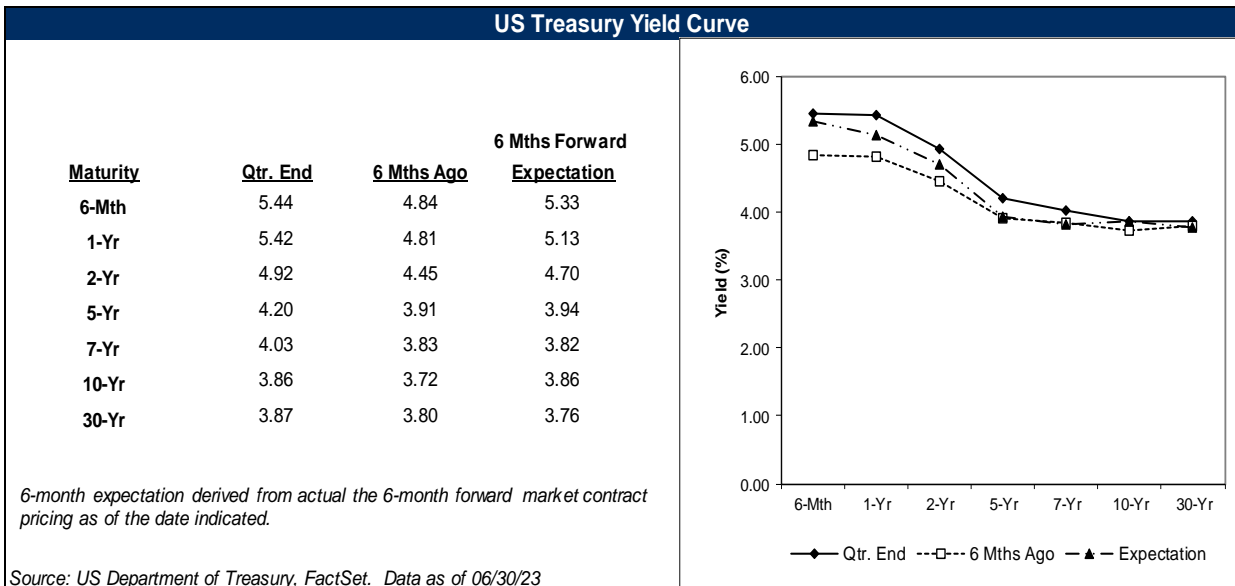 US Treasury Yield Curve
6 Mths Forward
Maturity Qtr. End 6 Mths Ago Expectation
6-Mth 5.44 4.84 5.33
1-Yr 5.42 4.81 5.13
2-Yr 4.92 4.45 4.70
5-Yr 4.20 3.91 3.94
7-Yr 4.03 3.83 3.82
10-Yr 3.86 3.72 3.86
30-Yr 3.87 3.80 3.76
6-month expectation derived from actual the 6-month forward market contract
pricing as of the date indicated.
Source: US Department of Treasury, FactSet. Data as of 06/30/23
Yield (%)
6.00
5.00
4.00
3.00
2.00
1.00
0.00
6-Mth 1-Yr 2-Yr 5-Yr 7-Yr 10-Yr 30-Yr
Qtr. End 6 Mths Ago Expectation